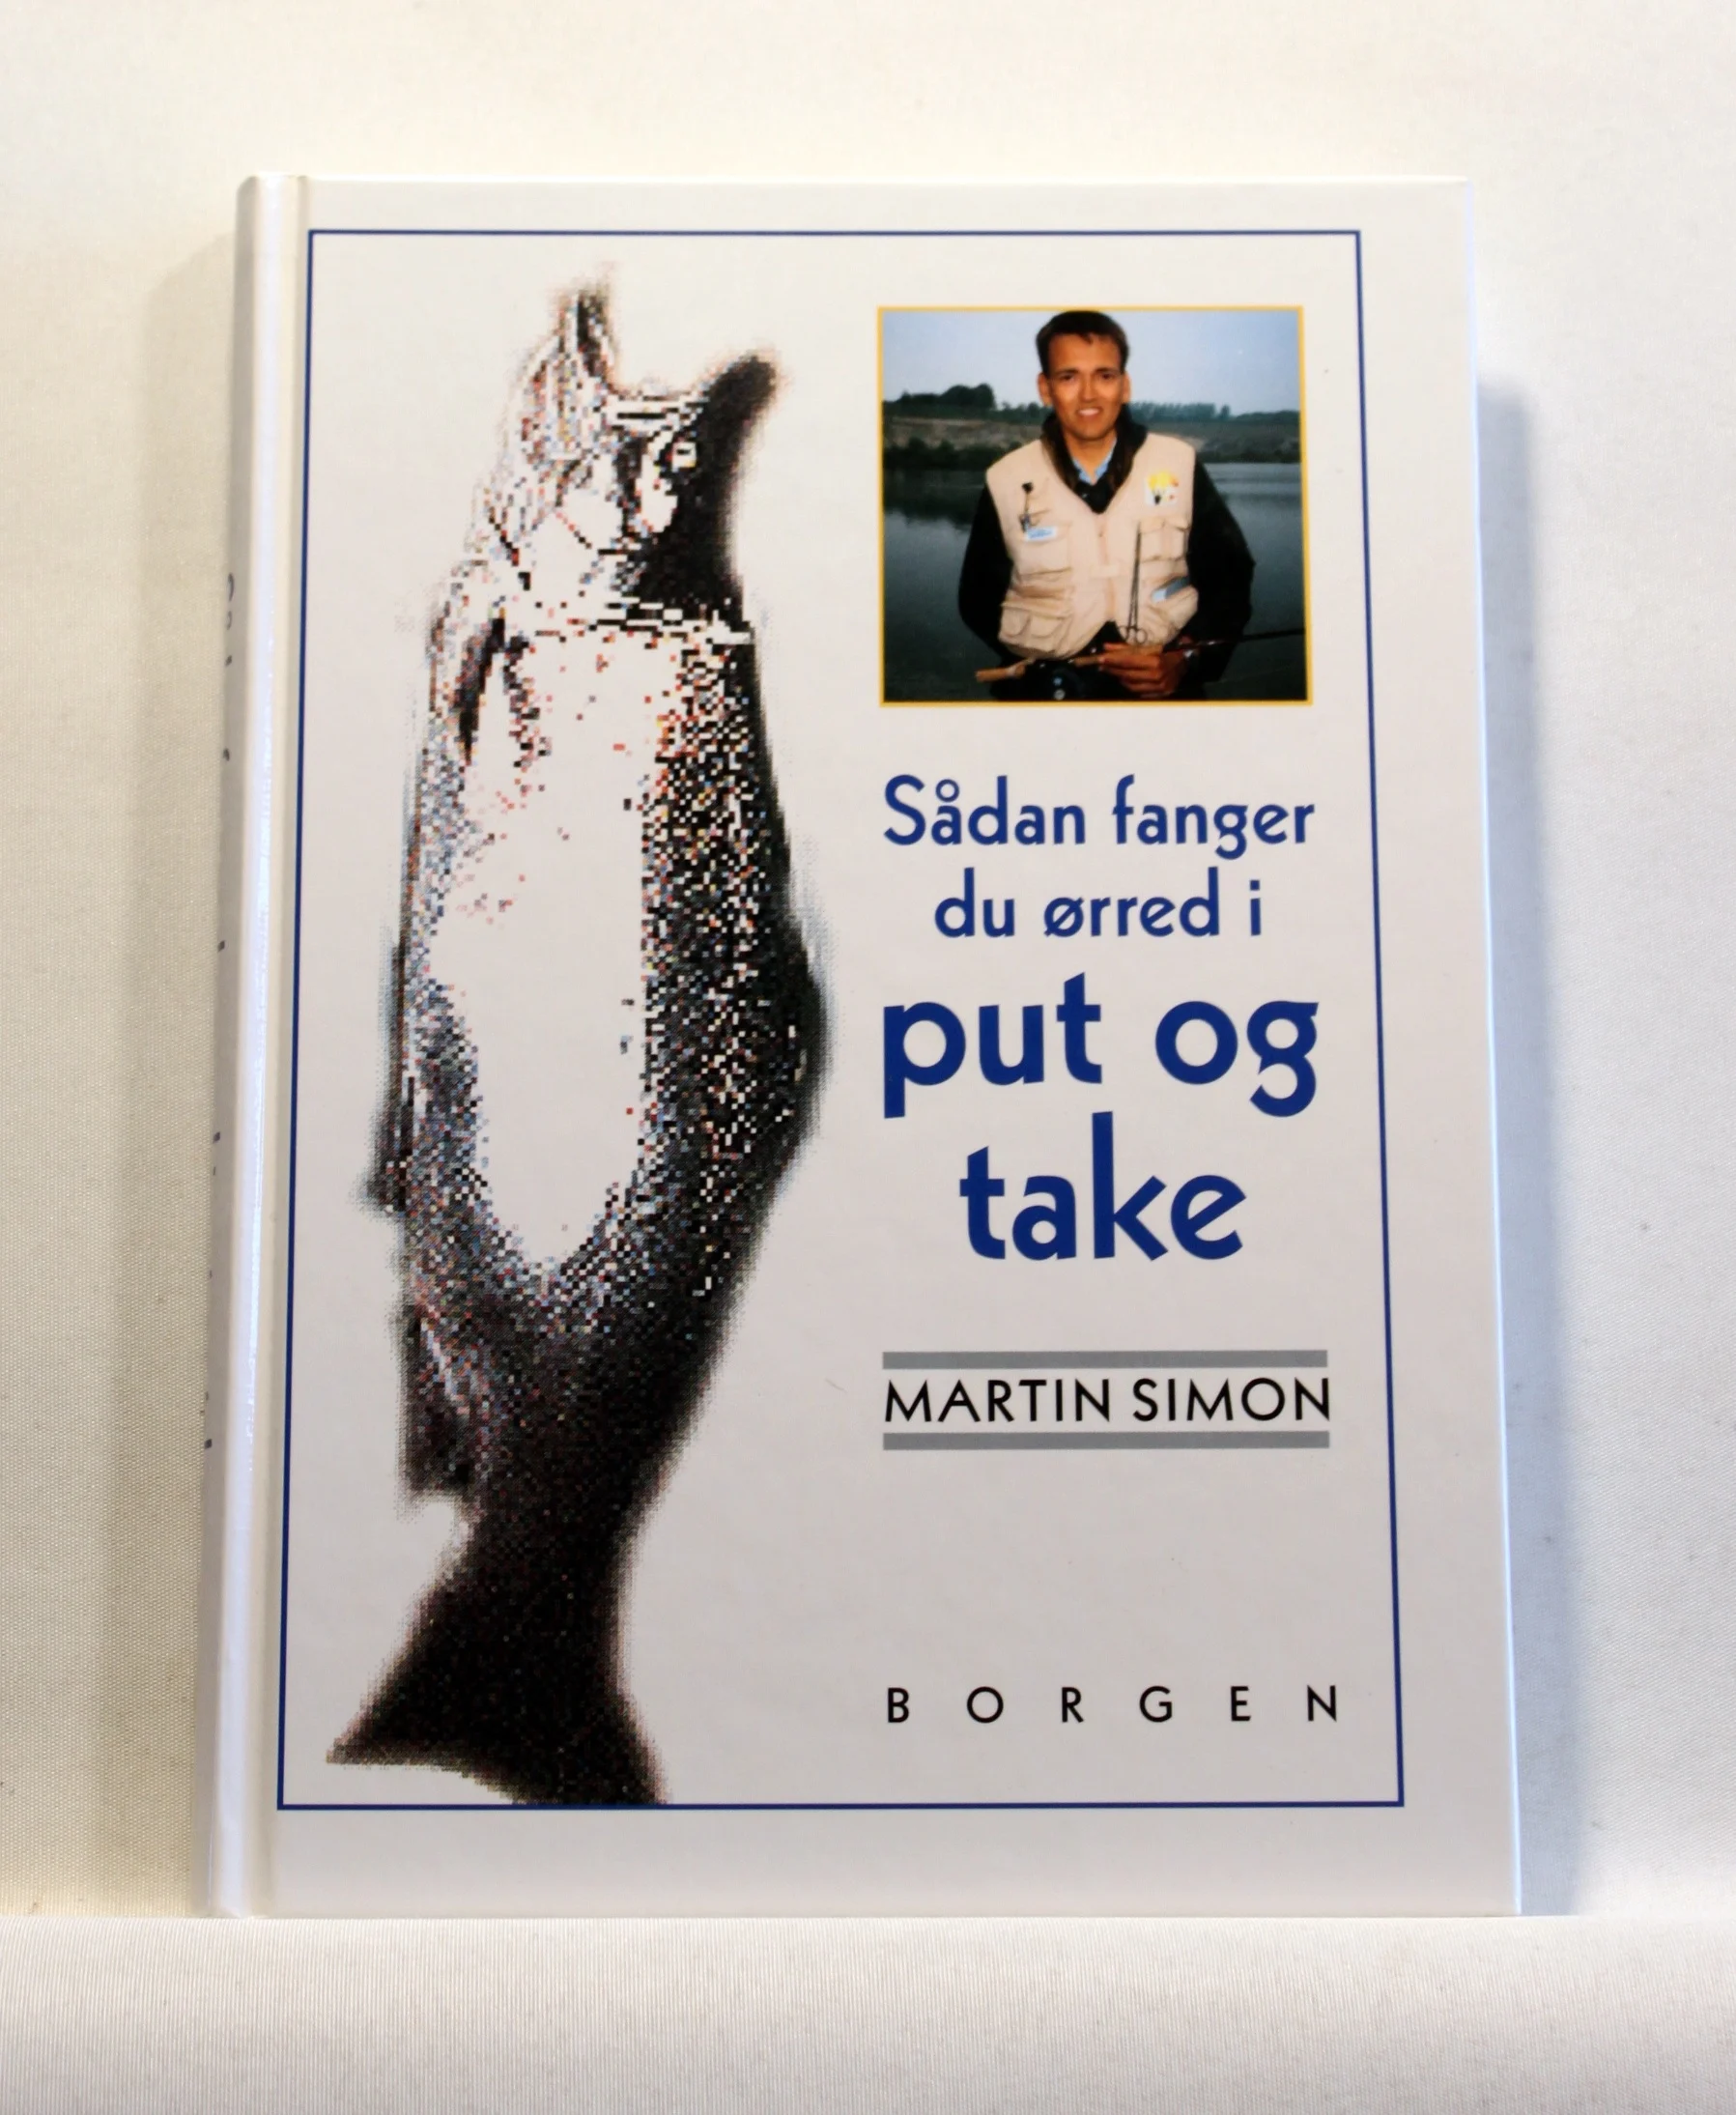 Sådan fanger
du ørred i
put og
take
MARTIN SIMON
BORGEN